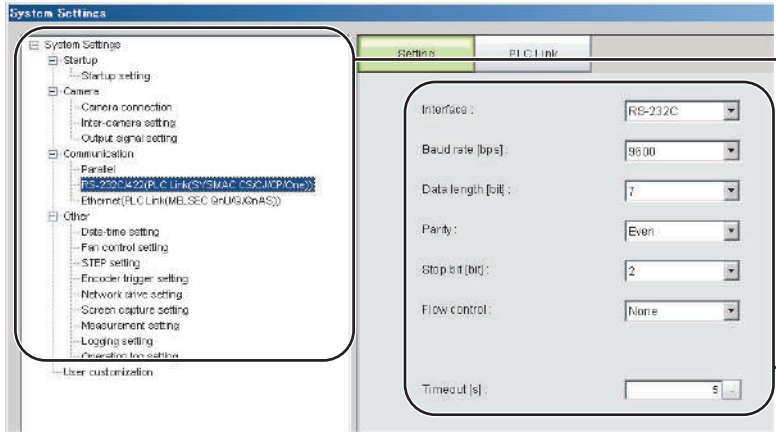 System Settings
System Settings
Startup
Startup setting
Camera
Camera connection
Inter-camera setting
Output signal setting
Communication
Parallel
RS-232C/422(PLC Link(SYSMAC CS/CJ/CP/One))
Ethernet(PLC Link(MELSEC QnU/Q/QnAS))
Other
Date-time setting
Fan control setting
STEP setting
Encoder trigger setting
Network drive setting
Screen capture setting
Measurement setting
Logging setting
Operation log setting
User customization
Setting PLC Link
Interface : RS-232C
Baud rate [bps] : 9600
Data length [bit] : 7
Parity : Even
Stop bit [bit] : 2
Flow control : None
Timeout [s] : 5 ...